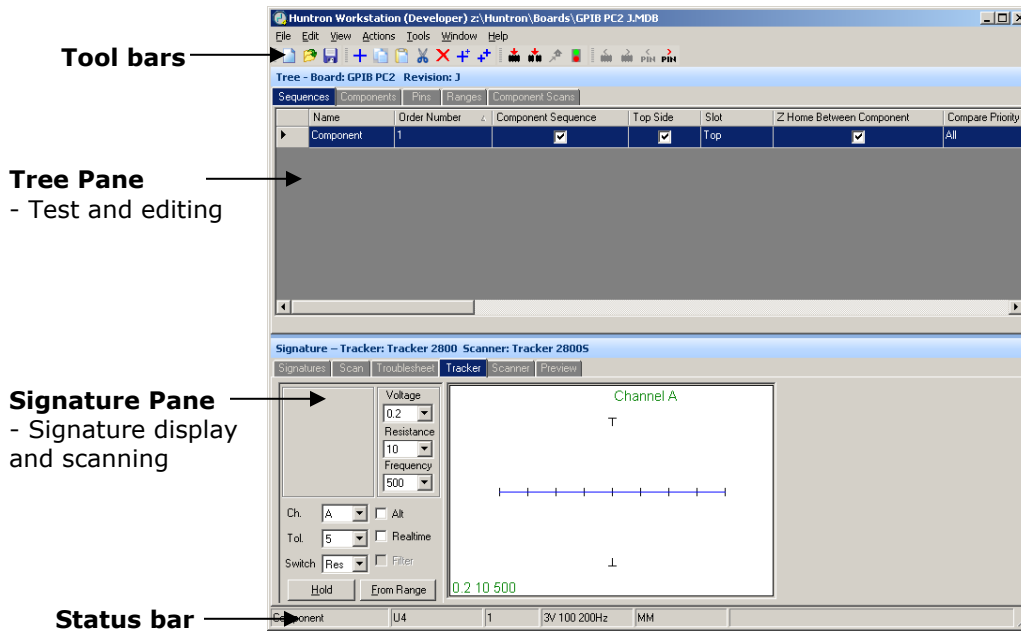 Huntron Workstation (Developer) z:\Huntron\Boards\GPIB PC2 J.MDB
File Edit View Actions Tools Window Help
Tool bars
PIN PIN
Tree - Board: GPIB PC2 Revision: J
Sequences Components Pins Ranges Component Scans
Name Order Number Component Sequence Top Side Slot Z Home Between Component Compare Priority
Component 1 Top All
Tree Pane
- Test and editing
Signature – Tracker: Tracker 2800 Scanner: Tracker 2800S
Signatures Scan Troublesheet Tracker Scanner Preview
Signature Pane
- Signature display
and scanning
Voltage
0.2
Resistance
10
Frequency
500
Ch. A Alt
Tol. 5 Realtime
Switch Res Filter
Hold From Range
Channel A
0.2 10 500
Status bar
Component U4 1 3V 100 200Hz MM